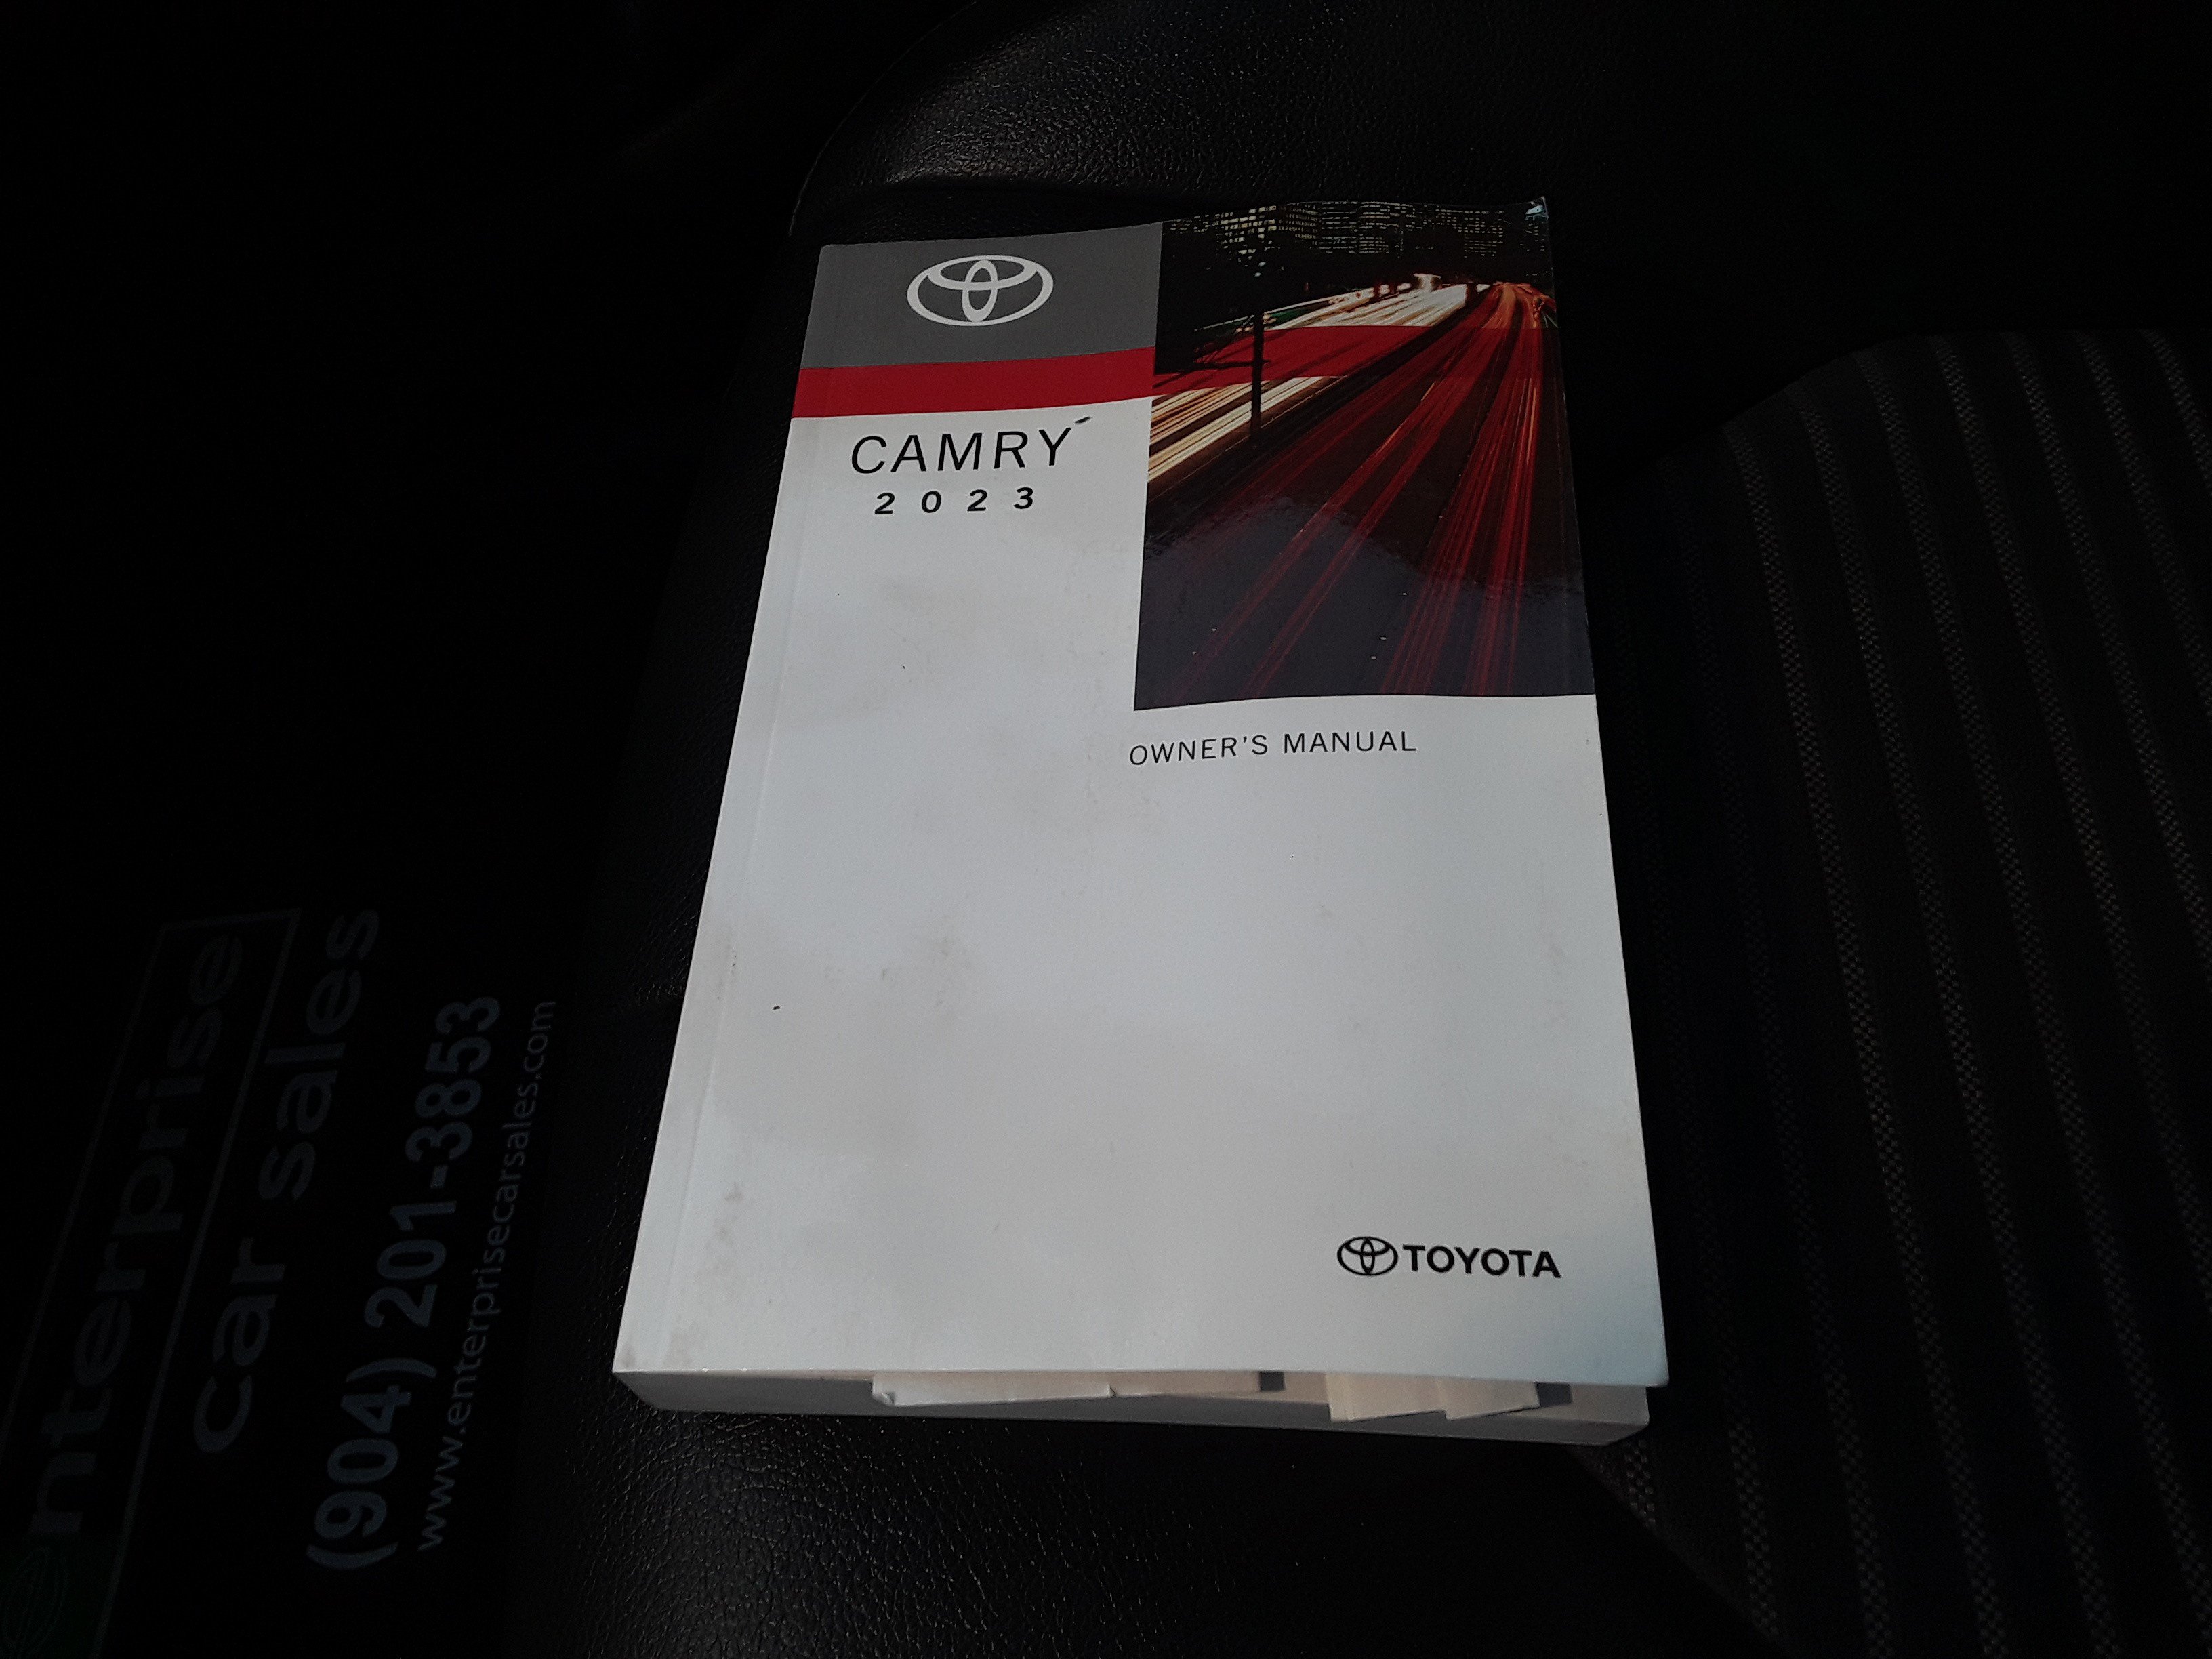 CAMRY
2023
OWNER'S MANUAL
TOYOTA
enterprise
car sales
(904) 201-3853
www.enterprisecarsales.com